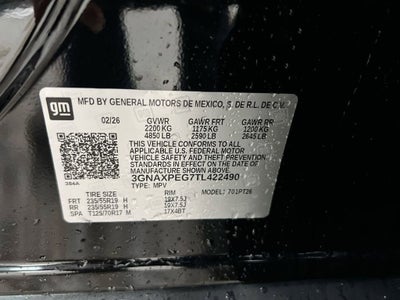 gm
MFD BY GENERAL MOTORS DE MEXICO, S. DE R.L. DE C.V.
02/26 GVWR GAWR FRT GAWR RR
2200 KG 1175 KG 1200 KG
4850 LB 2590 LB 2645 LB
THIS VEHICLE CONFORMS TO ALL
APPLICABLE U.S. FEDERAL MOTOR
VEHICLE SAFETY AND THEFT PREVENTION
STANDARDS IN EFFECT ON THE DATE OF
MANUFACTURE SHOWN ABOVE.
3GNAXPEG7TL422490
TYPE: MPV MODEL: 701PT26
TIRE SIZE RIM
FRT 235/55R19 H 19X7.5J
RR 235/55R19 H 19X7.5J
SPA T125/70R17 M 17X4BT